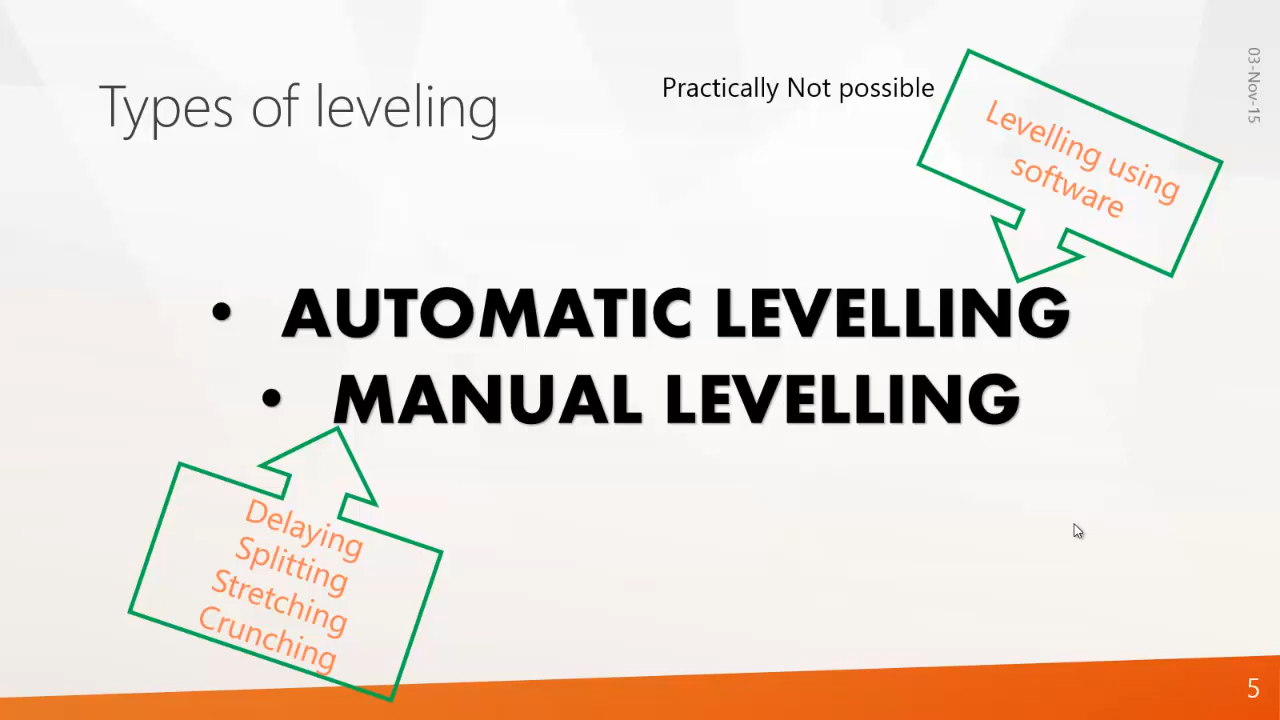 Types of leveling
Practically Not possible
03-Nov-15
Levelling using
software
• AUTOMATIC LEVELLING
• MANUAL LEVELLING
Delaying
Splitting
Stretching
Crunching
5